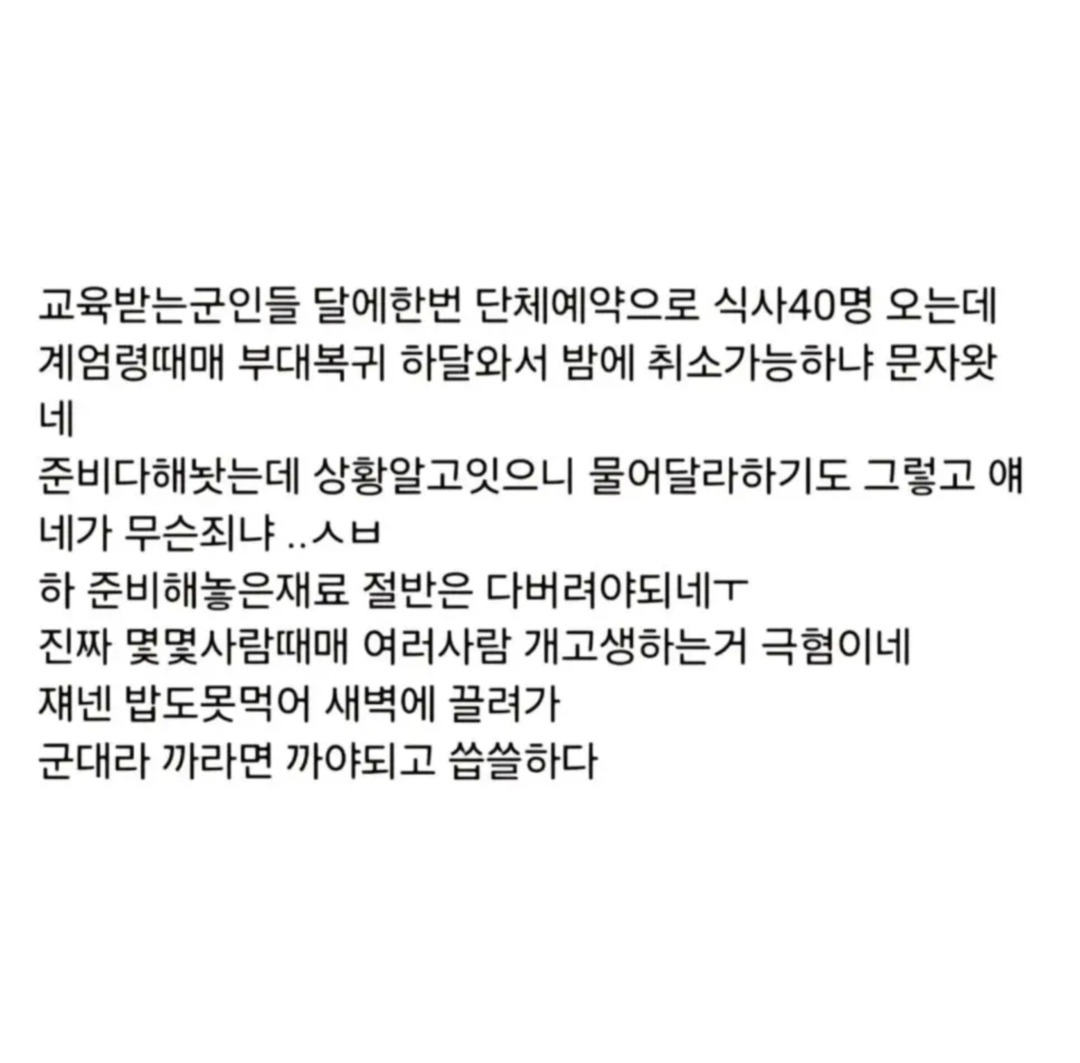 교육받는군인들 달에한번 단체예약으로 식사40명 오는데
계엄령때매 부대복귀 하달와서 밤에 취소가능하냐 문자왓
네
준비다해놧는데 상황알고잇으니 물어달라하기도 그렇고 얘
네가 무슨죄냐 ..ㅅㅂ
하 준비해놓은재료 절반은 다버려야되네ㅜ
진짜 몇몇사람때매 여러사람 개고생하는거 극혐이네
쟤넨 밥도못먹어 새벽에 끌려가
군대라 까라면 까야되고 씁쓸하다